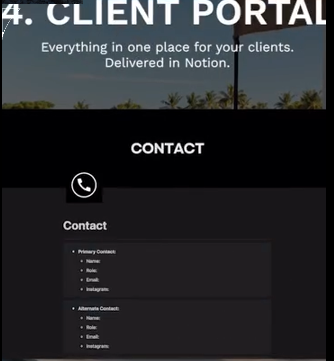 4. CLIENT PORTAL
Everything in one place for your clients.
Delivered in Notion.
CONTACT
Contact
Primary Contact:
Name:
Role:
Email:
Instagram:
Alternate Contact:
Name:
Role:
Email:
Instagram: